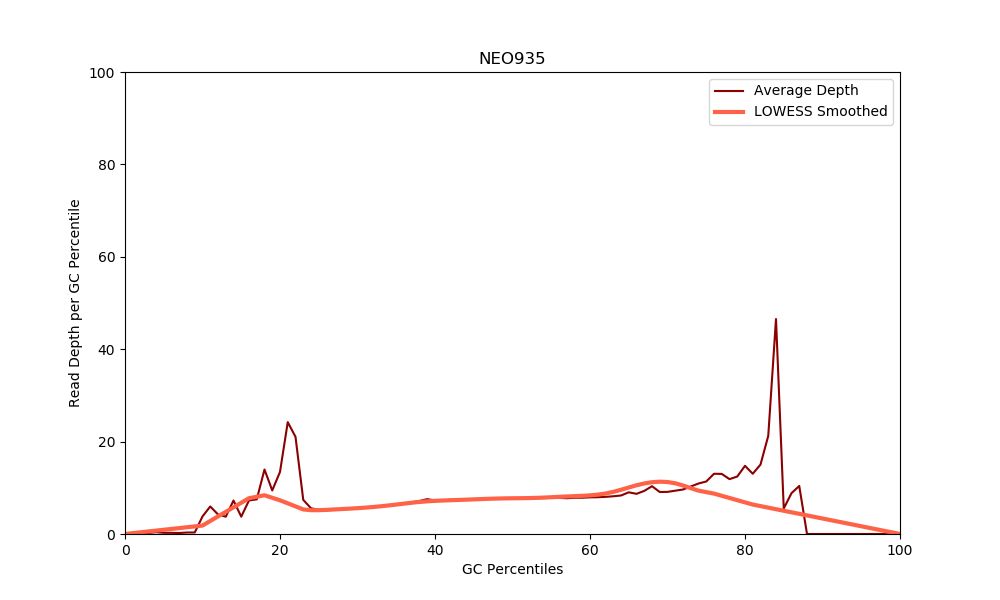 NEO935
100
80
60
40
20
0
Read Depth per GC Percentile
Average Depth
LOWESS Smoothed
0 20 40 60 80 100
GC Percentiles